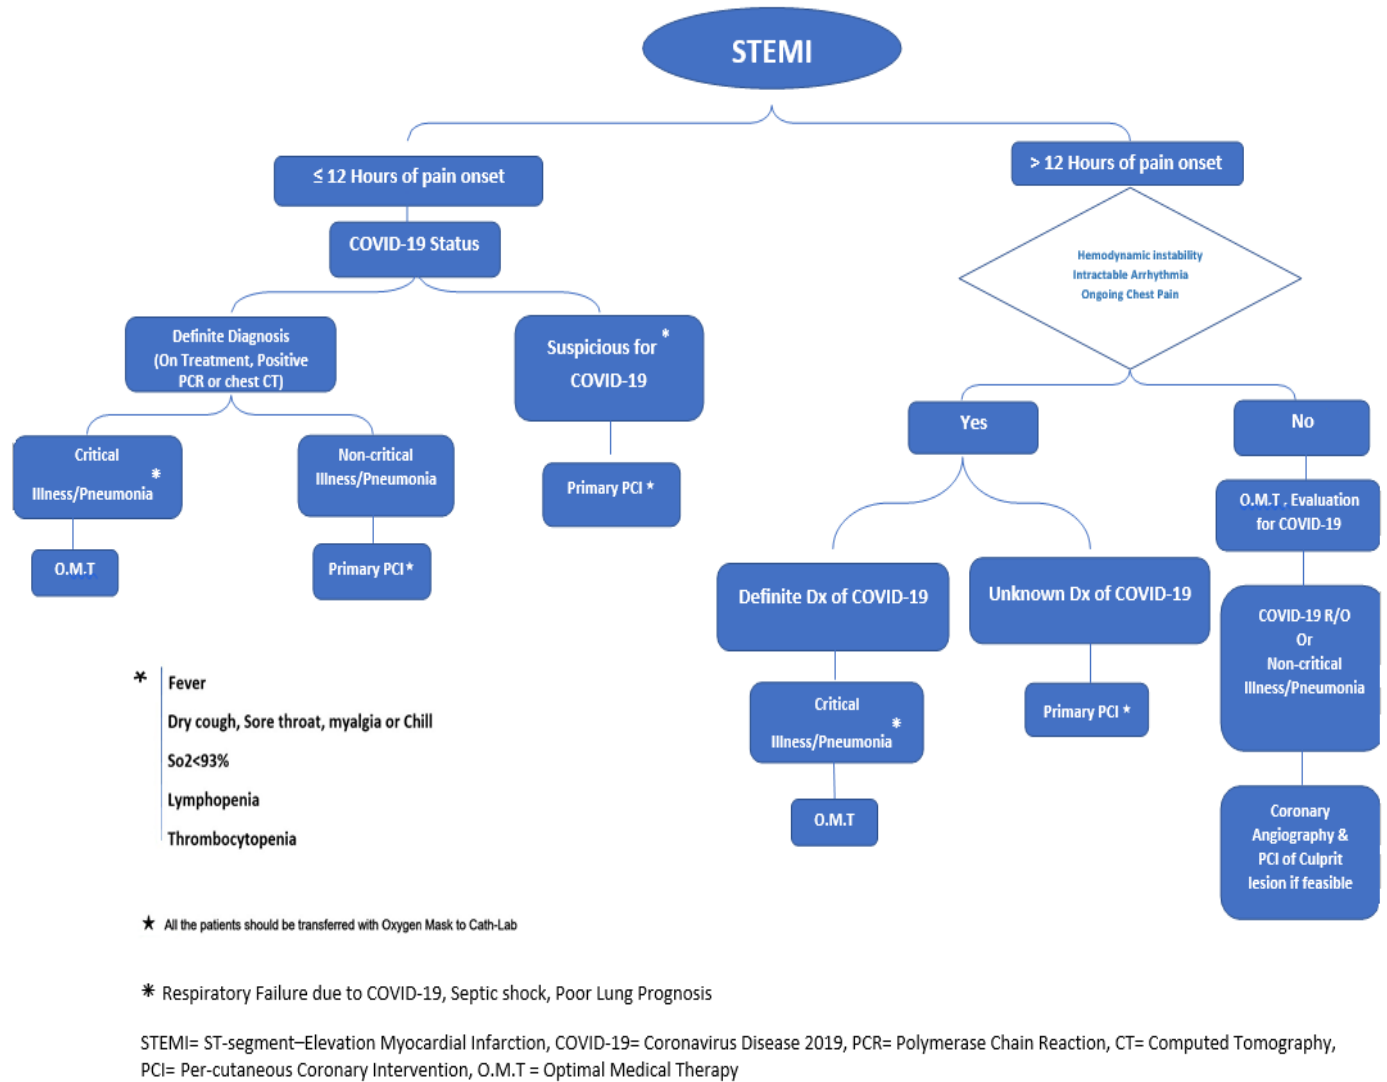 STEMI
≤ 12 Hours of pain onset
COVID-19 Status
Definite Diagnosis
(On Treatment, Positive
PCR or chest CT)
Suspicious for *
COVID-19
Critical
Illness/Pneumonia *
Non-critical
Illness/Pneumonia
Primary PCI ★
O.M.T
Primary PCI ★
> 12 Hours of pain onset
Hemodynamic instability
Intractable Arrhythmia
Ongoing Chest Pain
Yes
No
O.M.T . Evaluation
for COVID-19
Definite Dx of COVID-19
Unknown Dx of COVID-19
COVID-19 R/O
Or
Non-critical
Illness/Pneumonia
Critical
Illness/Pneumonia *
Primary PCI ★
O.M.T
Coronary
Angiography &
PCI of Culprit
lesion if feasible
* Fever
Dry cough, Sore throat, myalgia or Chill
So2<93%
Lymphopenia
Thrombocytopenia
★ All the patients should be transferred with Oxygen Mask to Cath-Lab
* Respiratory Failure due to COVID-19, Septic shock, Poor Lung Prognosis
STEMI= ST-segment–Elevation Myocardial Infarction, COVID-19= Coronavirus Disease 2019, PCR= Polymerase Chain Reaction, CT= Computed Tomography,
PCI= Per-cutaneous Coronary Intervention, O.M.T = Optimal Medical Therapy